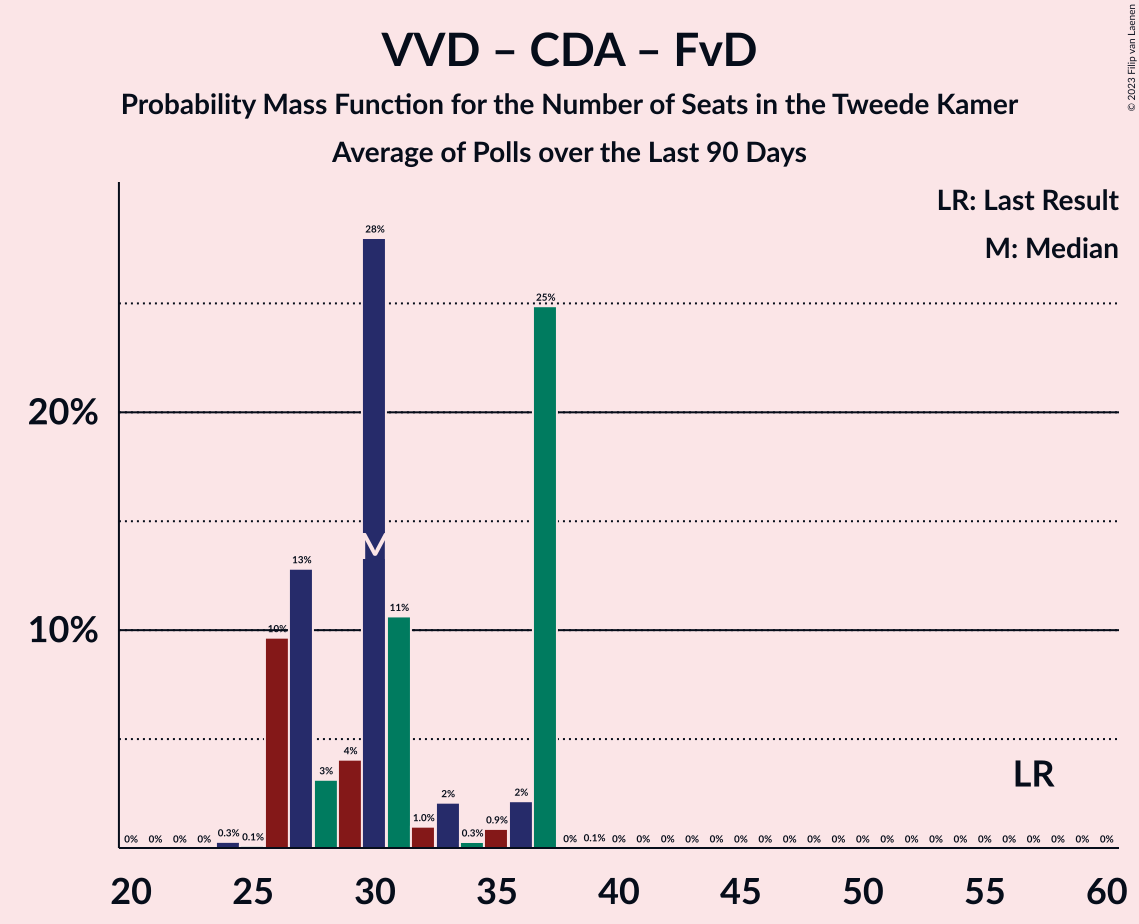 VVD – CDA – FvD
Probability Mass Function for the Number of Seats in the Tweede Kamer
Average of Polls over the Last 90 Days
© 2023 Filip van Laenen
LR: Last Result
M: Median
28%
25%
20%
13%
11%
10%
10%
M
4%
3%
2%
2%
1.0%
0.9%
LR
0% 0% 0% 0% 0.3% 0.1% 0.3% 0% 0.1% 0% 0% 0% 0% 0% 0% 0% 0% 0% 0% 0% 0% 0% 0% 0% 0% 0% 0% 0% 0% 0%
20 25 30 35 40 45 50 55 60